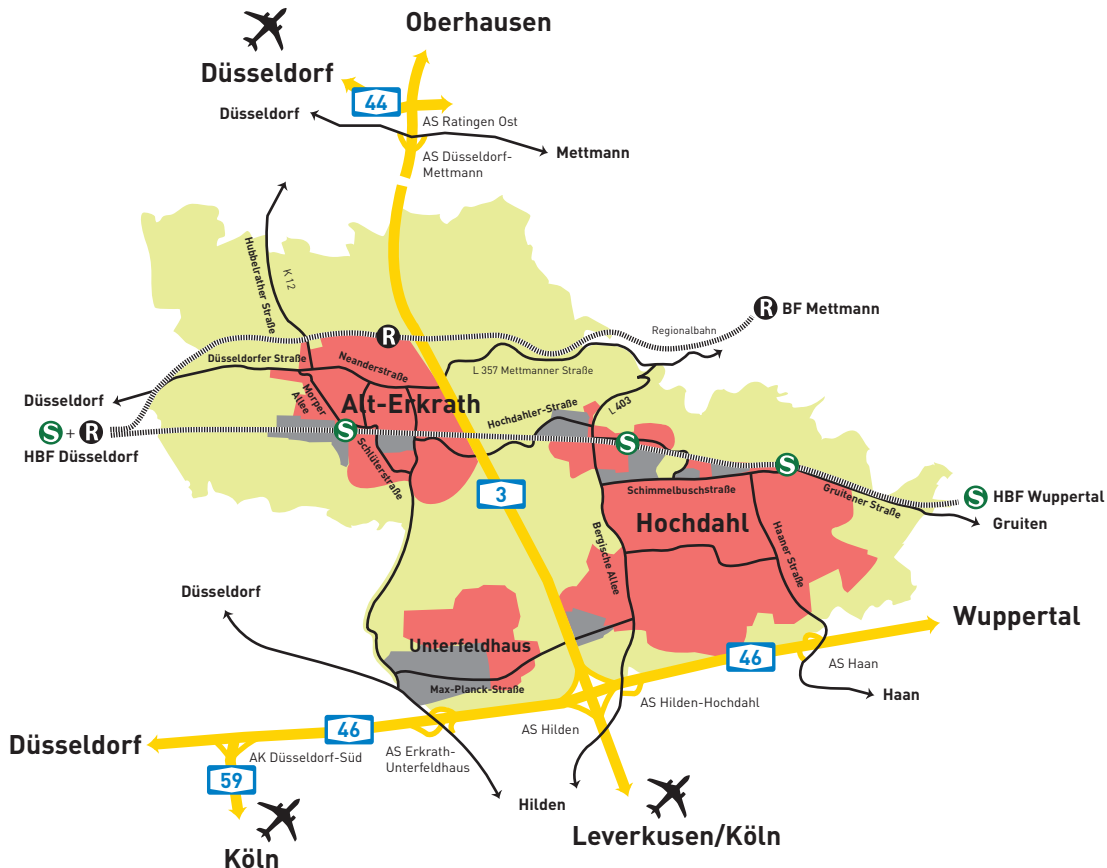 Oberhausen
Düsseldorf
44
Düsseldorf
AS Ratingen Ost
Mettmann
AS Düsseldorf-
Mettmann
Hubbelrather Straße
K 12
R
BF Mettmann
R
Regionalbahn
Düsseldorfer Straße
Neanderstraße
L 357 Mettmanner Straße
Düsseldorf
Morper
Allee
Alt-Erkrath
Hochdahler-Straße
L 403
S + R
HBF Düsseldorf
S
Schlüterstraße
S
S
Schimmelbuschstraße
Gruitener Straße
S
HBF Wuppertal
Gruiten
3
Hochdahl
Bergische Allee
Haaner Straße
Düsseldorf
Wuppertal
Unterfeldhaus
46
AS Haan
Max-Planck-Straße
Haan
AS Hilden-Hochdahl
AS Hilden
46
Düsseldorf
AK Düsseldorf-Süd
AS Erkrath-
Unterfeldhaus
59
Hilden
Leverkusen/Köln
Köln